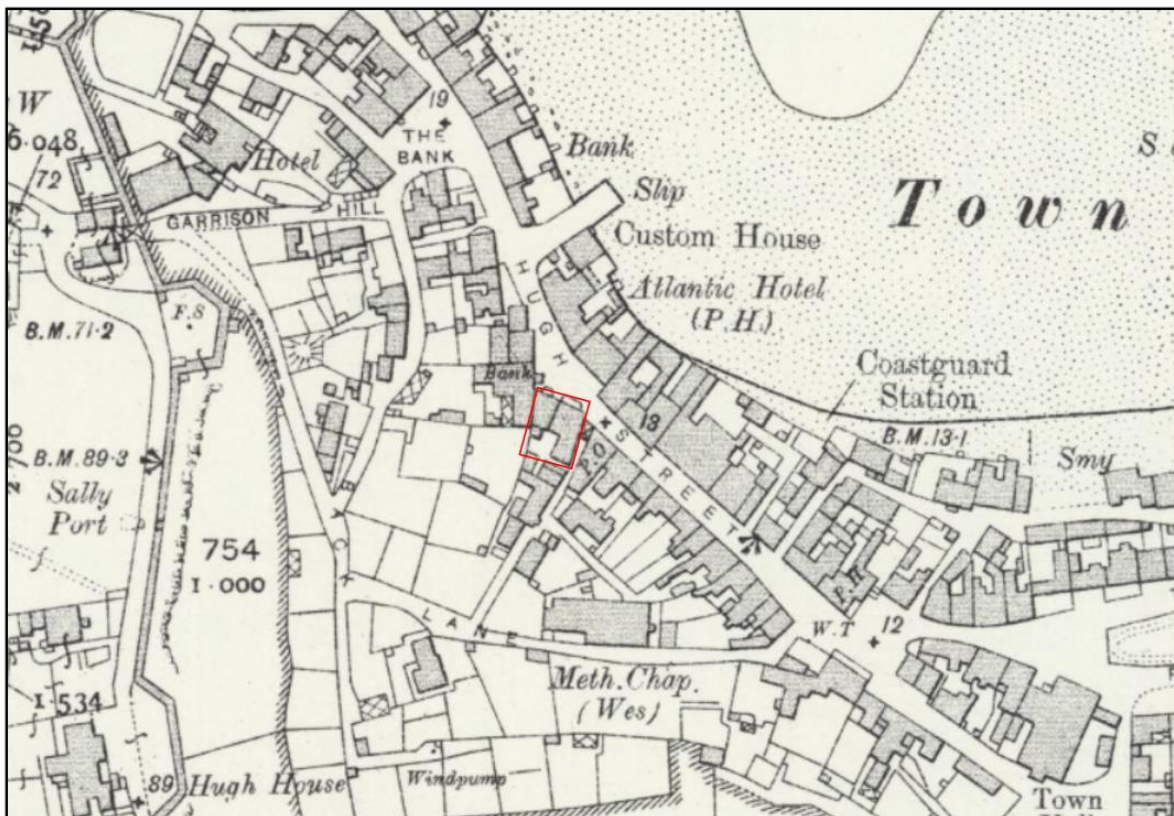 W
6·048
72
Hotel
19
THE
BANK
Bank
Slip
Custom House
Town
GARRISON HILL
Atlantic Hotel
(P.H.)
HUGH STREET
F.S
B.M.71·2
Bank
Coastguard
Station
13
P.O.
B.M.13·1
Smy
B.M.89·3
Sally
Port
754
1·000
LANE
P.H
W.T
12
Meth. Chap.
(Wes)
1·534
89
Hugh House
Windpump
Town